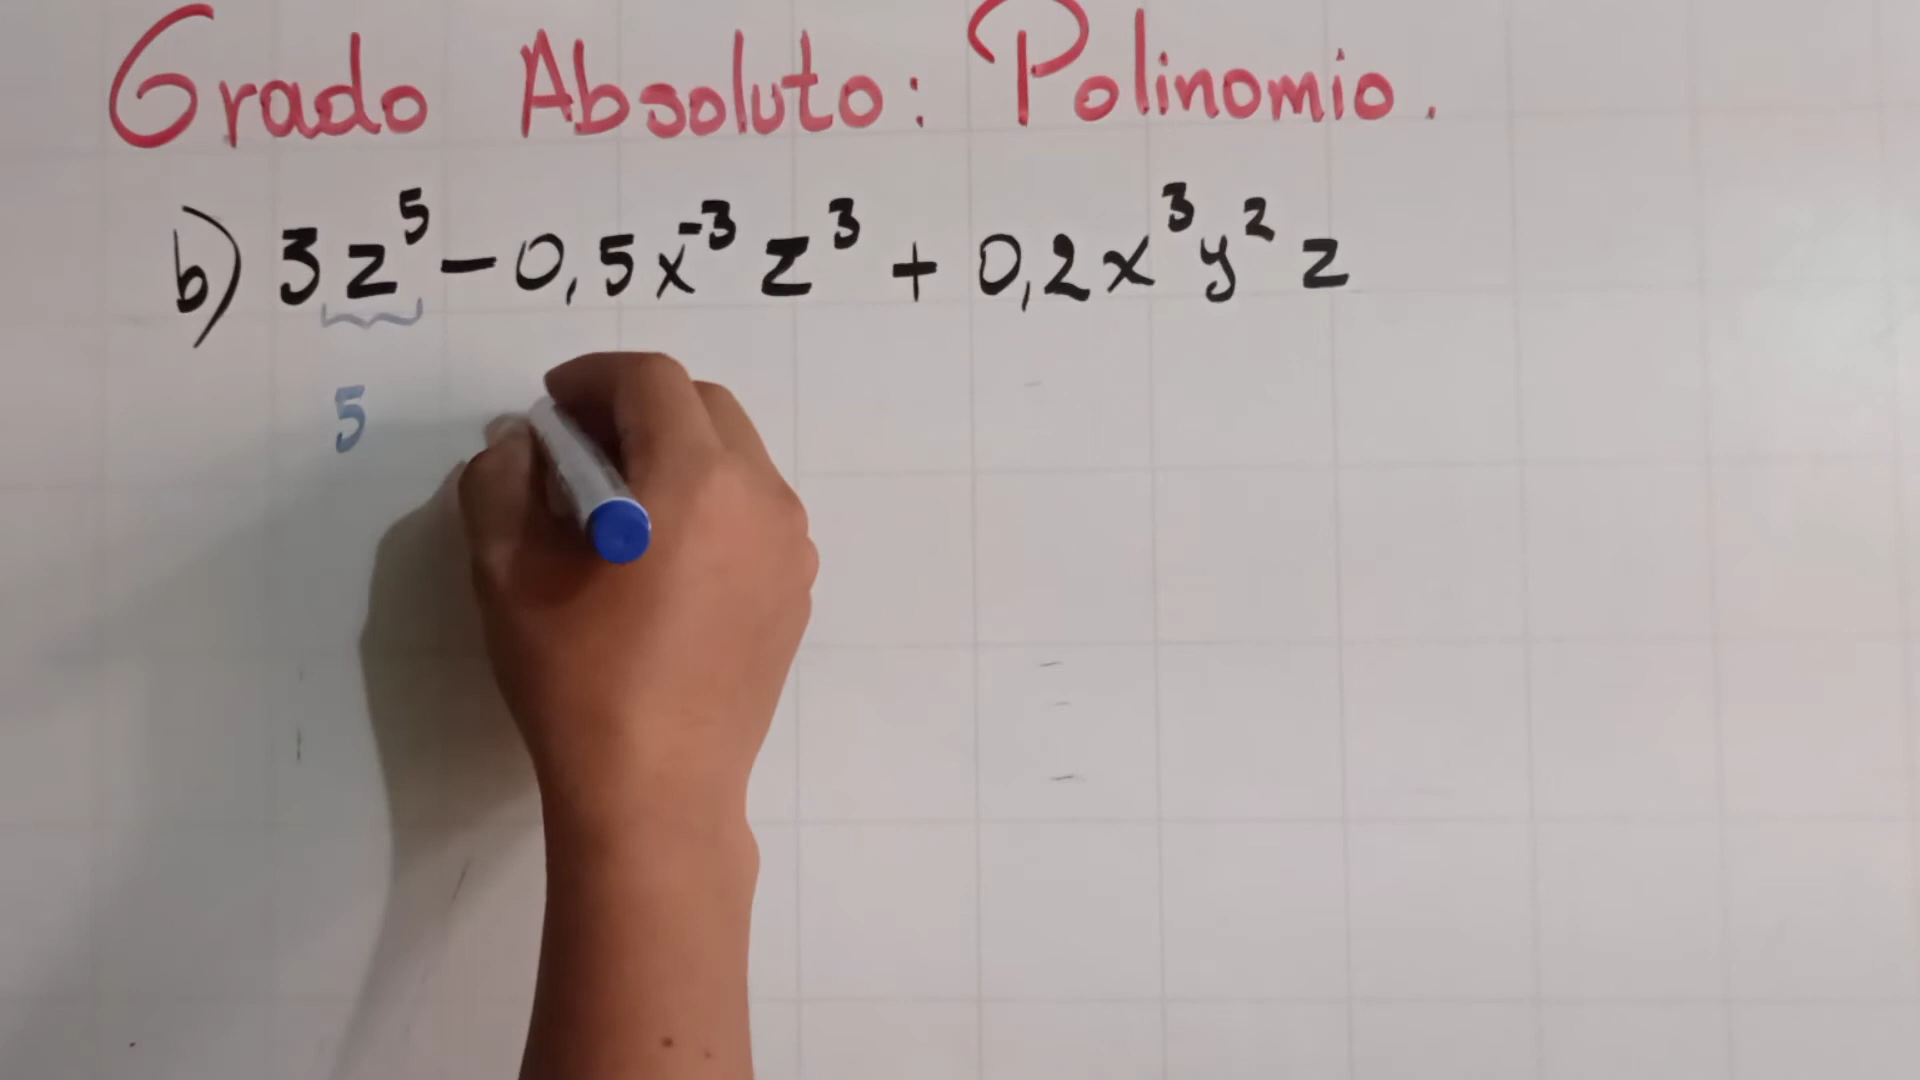 Grado Absoluto: Polinomio.
b) 3z⁵ - 0,5x⁻³z³ + 0,2x³y²z
5